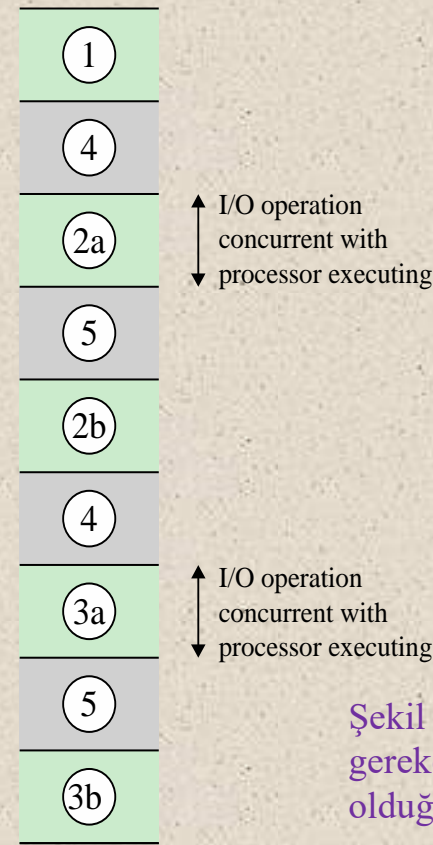 1
4
2a
I/O operation
concurrent with
processor executing
5
2b
4
3a
I/O operation
concurrent with
processor executing
5
Şekil
gerek
olduğ
3b